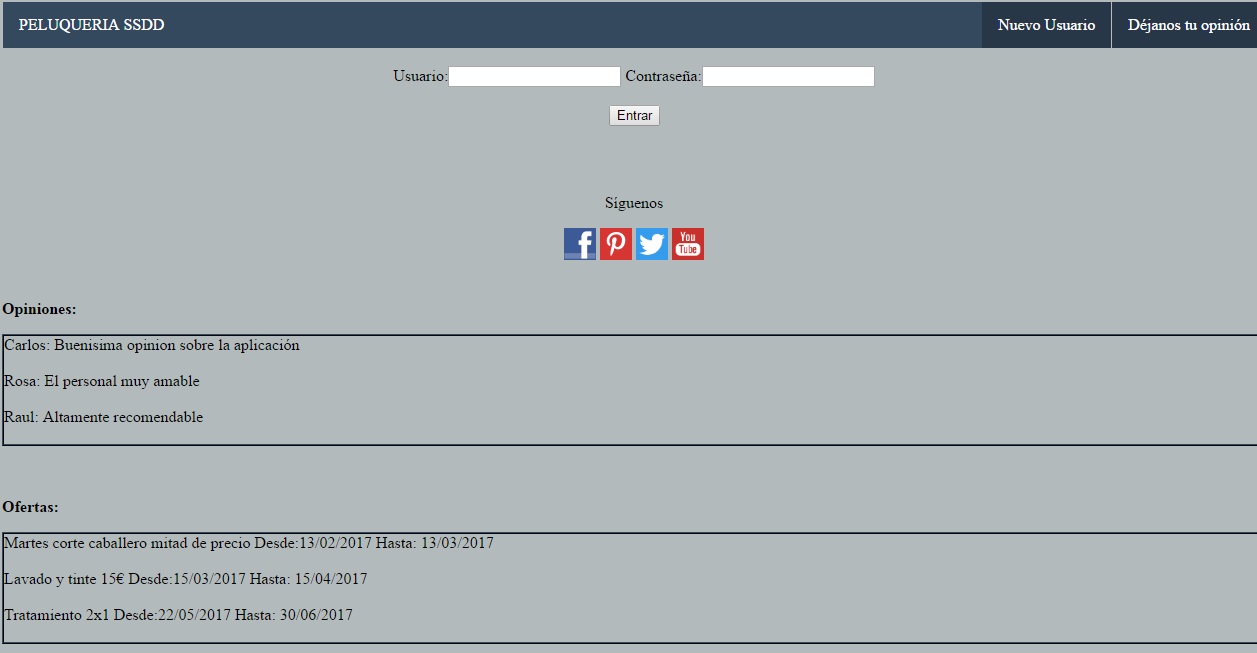 PELUQUERIA SSDD Nuevo Usuario Déjanos tu opinión
Usuario: Contraseña:
Entrar
Síguenos
f P You Tube
Opiniones:
Carlos: Buenisima opinion sobre la aplicación
Rosa: El personal muy amable
Raul: Altamente recomendable
Ofertas:
Martes corte caballero mitad de precio Desde:13/02/2017 Hasta: 13/03/2017
Lavado y tinte 15€ Desde:15/03/2017 Hasta: 15/04/2017
Tratamiento 2x1 Desde:22/05/2017 Hasta: 30/06/2017